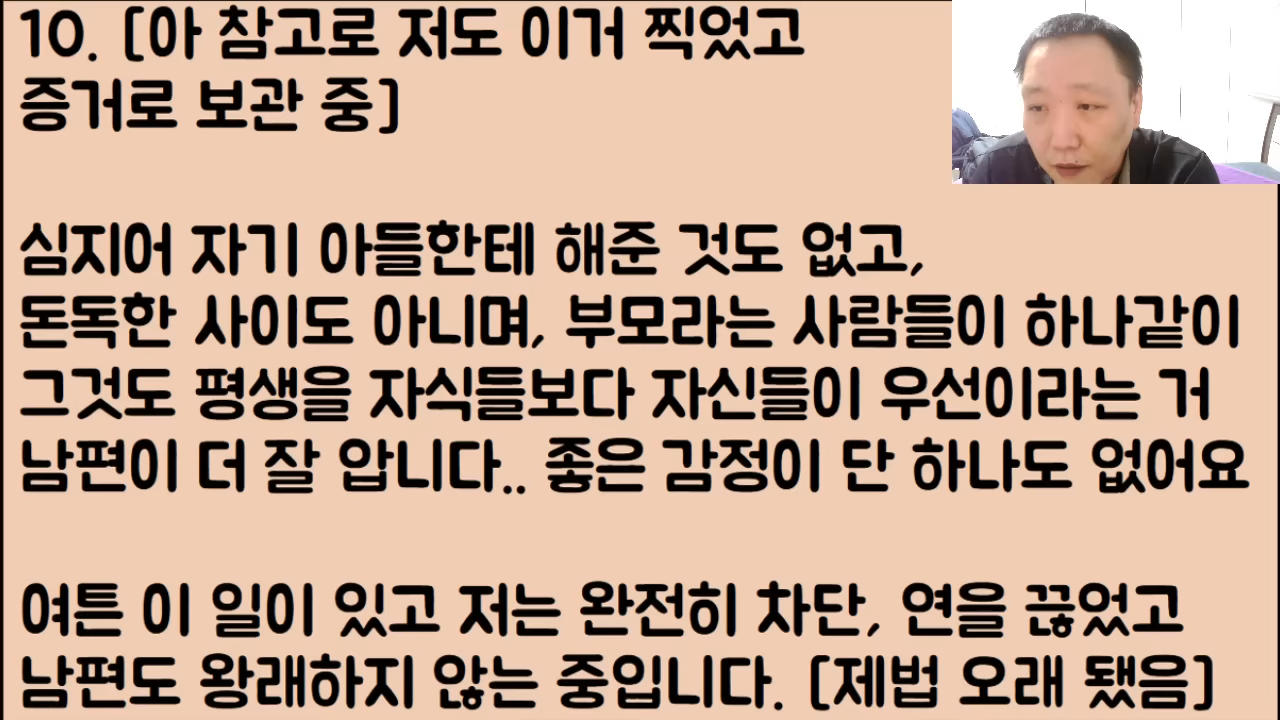 10. [아 참고로 저도 이거 찍었고
증거로 보관 중]
심지어 자기 아들한테 해준 것도 없고,
돈독한 사이도 아니며, 부모라는 사람들이 하나같이
그것도 평생을 자식들보다 자신들이 우선이라는 거
남편이 더 잘 압니다.. 좋은 감정이 단 하나도 없어요
여튼 이 일이 있고 저는 완전히 차단, 연을 끊었고
남편도 왕래하지 않는 중입니다. [제법 오래 됐음]